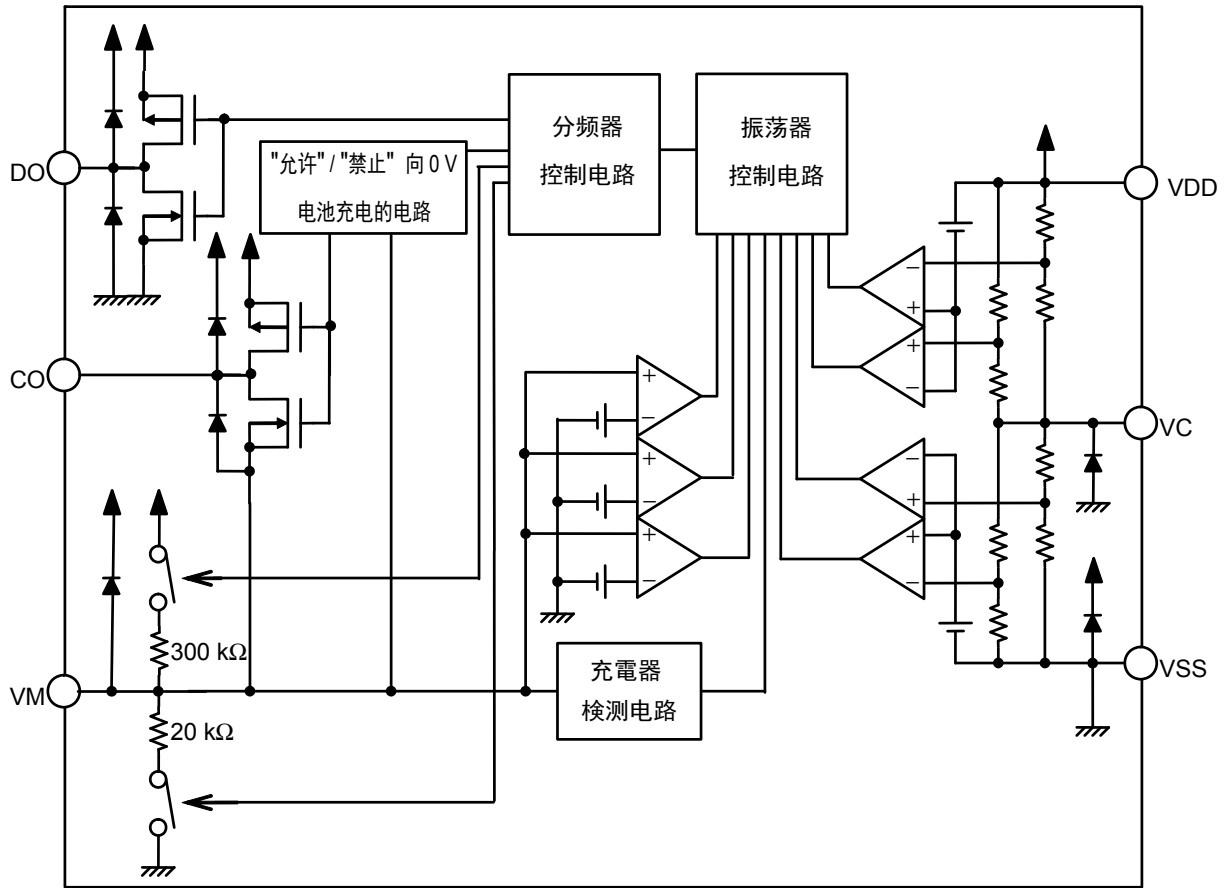 分频器
控制电路
振荡器
控制电路
"允许" / "禁止" 向 0 V
电池充电的电路
DO
VDD
CO
VC
+
−
+
−
+
−
−
+
+
−
−
+
+
−
300 kΩ
VM
20 kΩ
充電器
検测电路
VSS